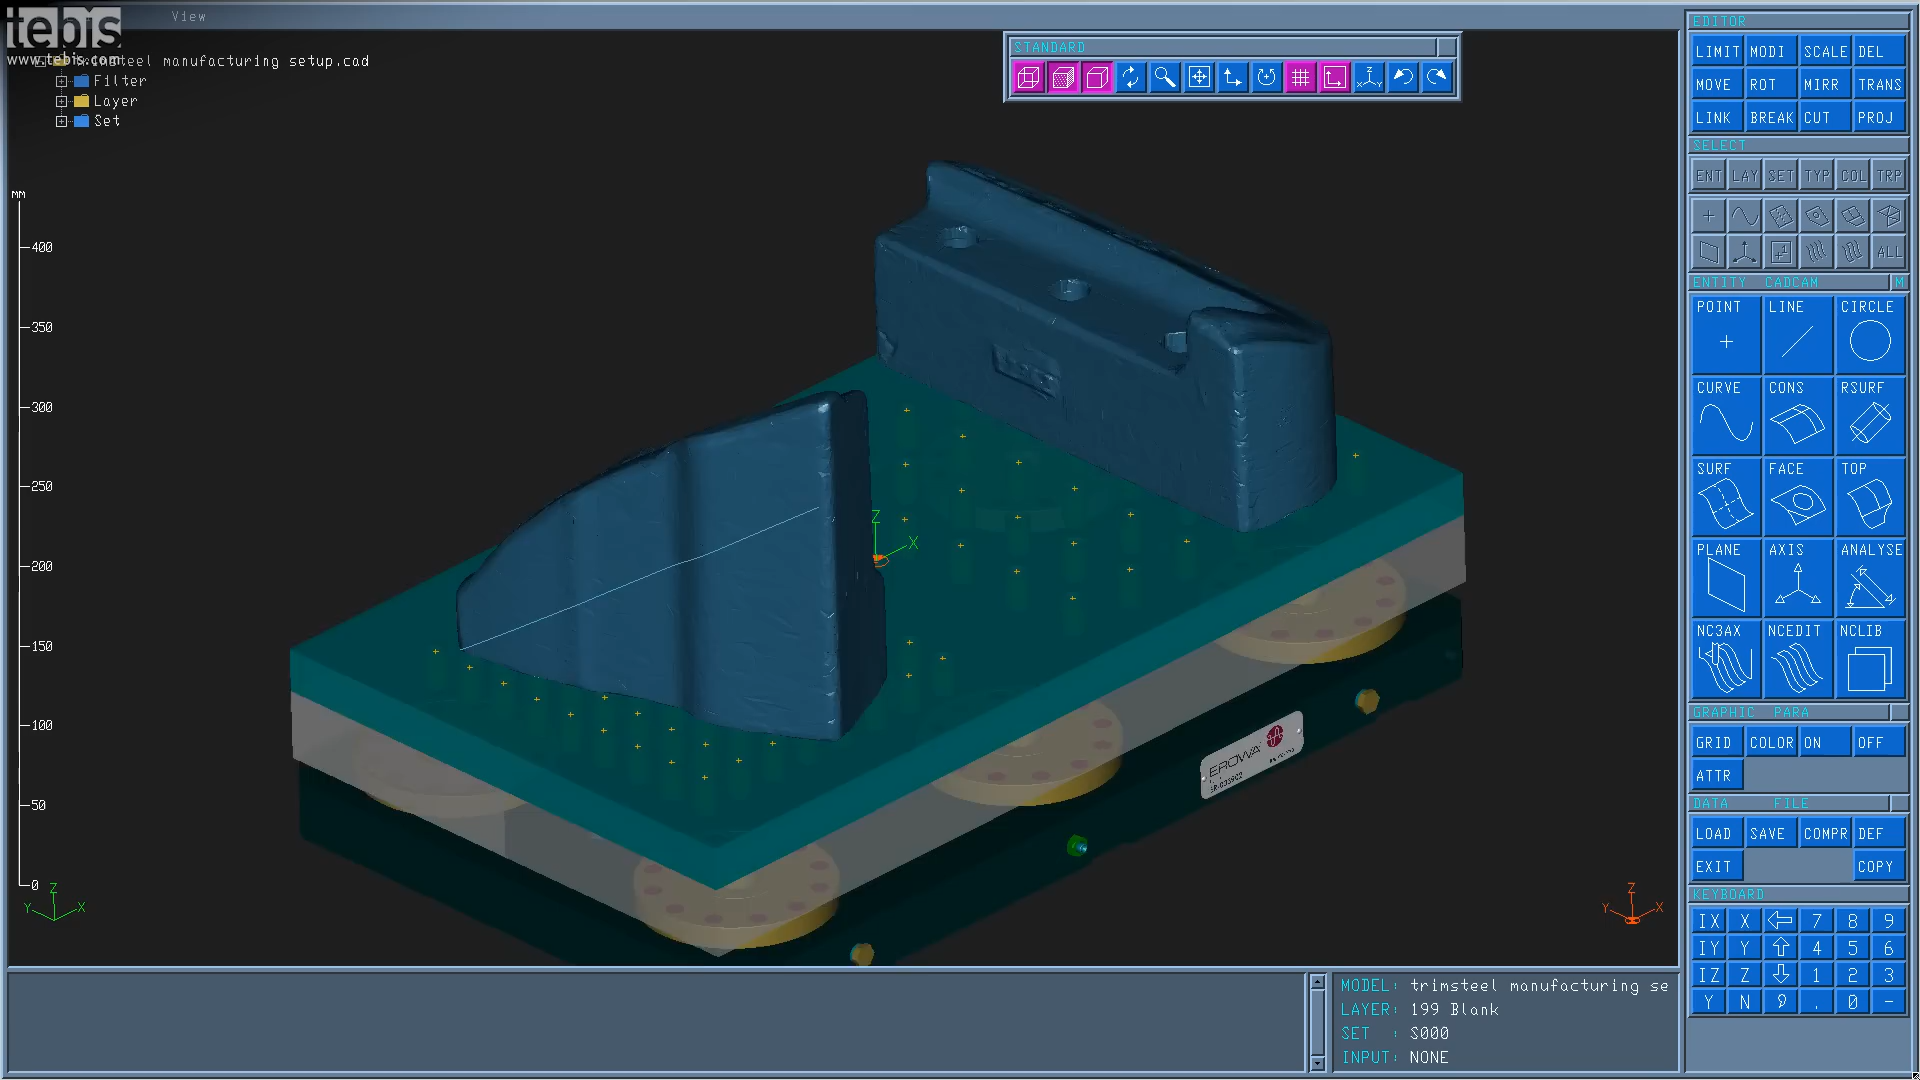 tebis
www.tebis.com
View
trimsteel manufacturing setup.cad
Filter
Layer
Set
STANDARD
MM
400
350
300
250
200
150
100
50
0
Z
Y X
Z
X
Z
Y X
EROWA
EDITOR
LIMIT MODI SCALE DEL
MOVE ROT MIRR TRANS
LINK BREAK CUT PROJ
SELECT
ENT LAY SET TYP COL TRP
ALL
ENTITY CADCAM M
POINT LINE CIRCLE
CURVE CONS RSURF
SURF FACE TOP
PLANE AXIS ANALYSE
NC3AX NCEDIT NCLIB
GRAPHIC PARA
GRID COLOR ON OFF
ATTR
DATA FILE
LOAD SAVE COMPR DEF
EXIT COPY
KEYBOARD
IX X 7 8 9
IY Y 4 5 6
IZ Z 1 2 3
Y N ? . 0 -
MODEL: trimsteel manufacturing se
LAYER: 199 Blank
SET : S000
INPUT: NONE